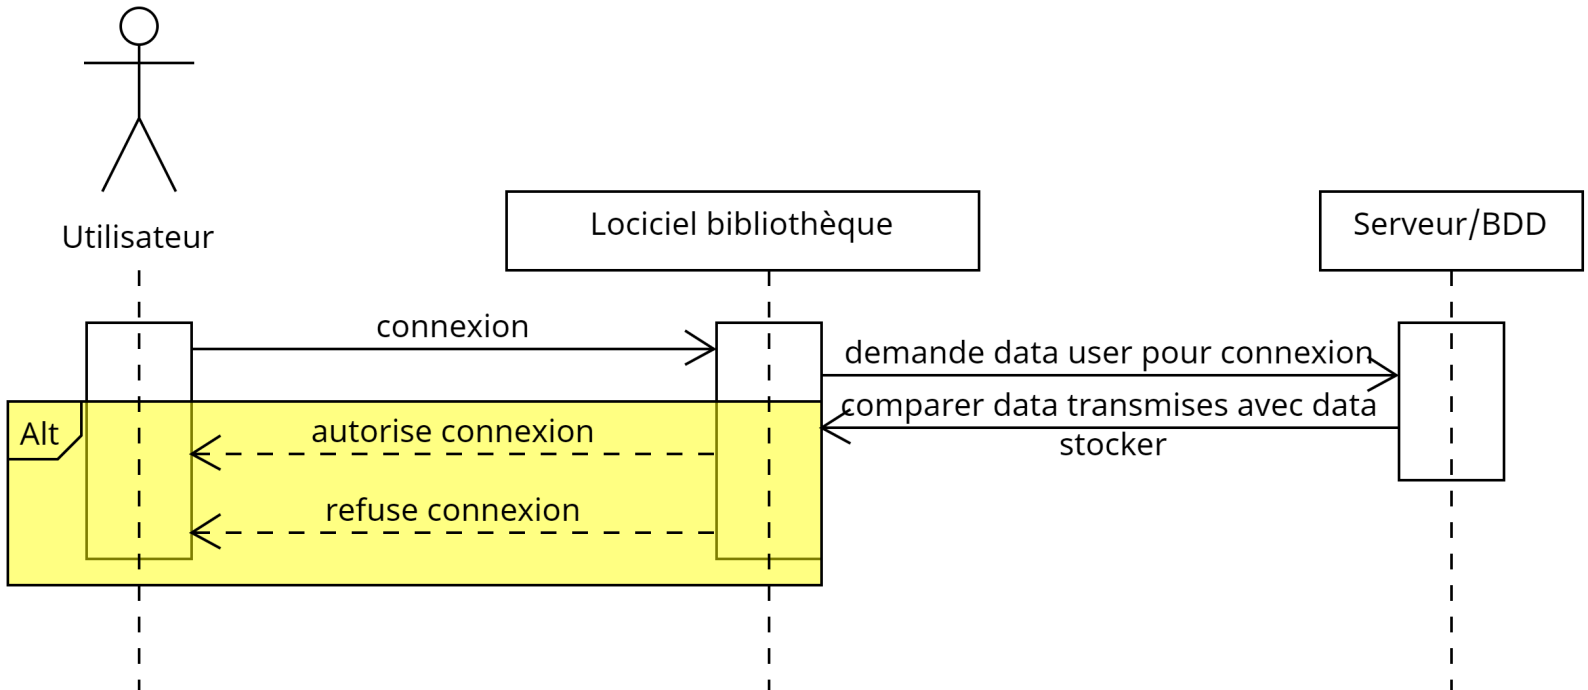 Utilisateur
Lociciel bibliothèque
Serveur/BDD
connexion
demande data user pour connexion
comparer data transmises avec data
stocker
Alt
autorise connexion
refuse connexion